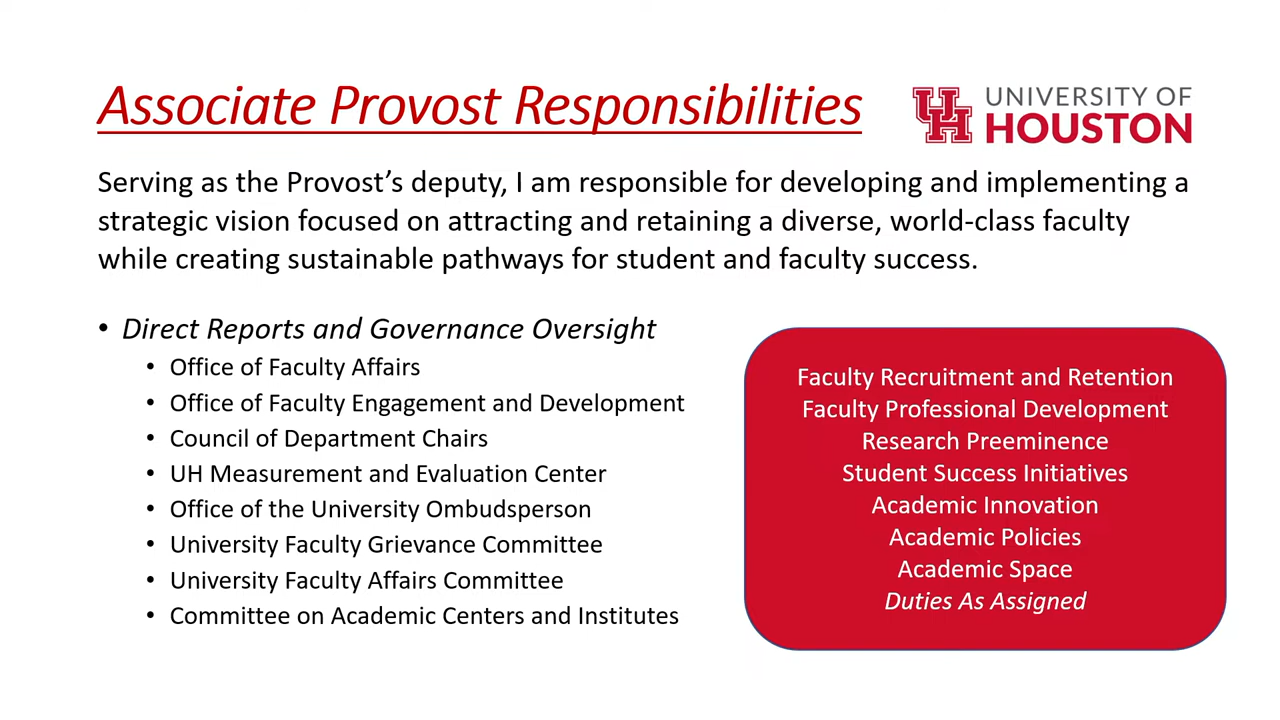 Associate Provost Responsibilities
UNIVERSITY OF
HOUSTON
Serving as the Provost’s deputy, I am responsible for developing and implementing a
strategic vision focused on attracting and retaining a diverse, world-class faculty
while creating sustainable pathways for student and faculty success.
• Direct Reports and Governance Oversight
• Office of Faculty Affairs
• Office of Faculty Engagement and Development
• Council of Department Chairs
• UH Measurement and Evaluation Center
• Office of the University Ombudsperson
• University Faculty Grievance Committee
• University Faculty Affairs Committee
• Committee on Academic Centers and Institutes
Faculty Recruitment and Retention
Faculty Professional Development
Research Preeminence
Student Success Initiatives
Academic Innovation
Academic Policies
Academic Space
Duties As Assigned